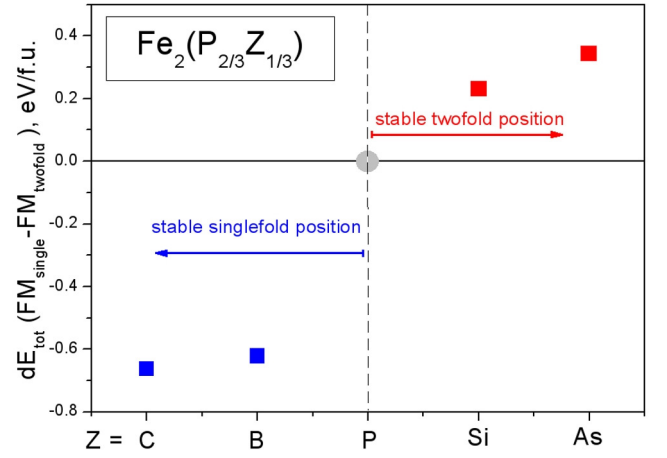 Fe2(P2/3Z1/3)
dEtot (FMsingle-FMtwofold), eV/f.u.
0.4
0.2
0.0
-0.2
-0.4
-0.6
-0.8
stable twofold position
stable singlefold position
Z = C B P Si As